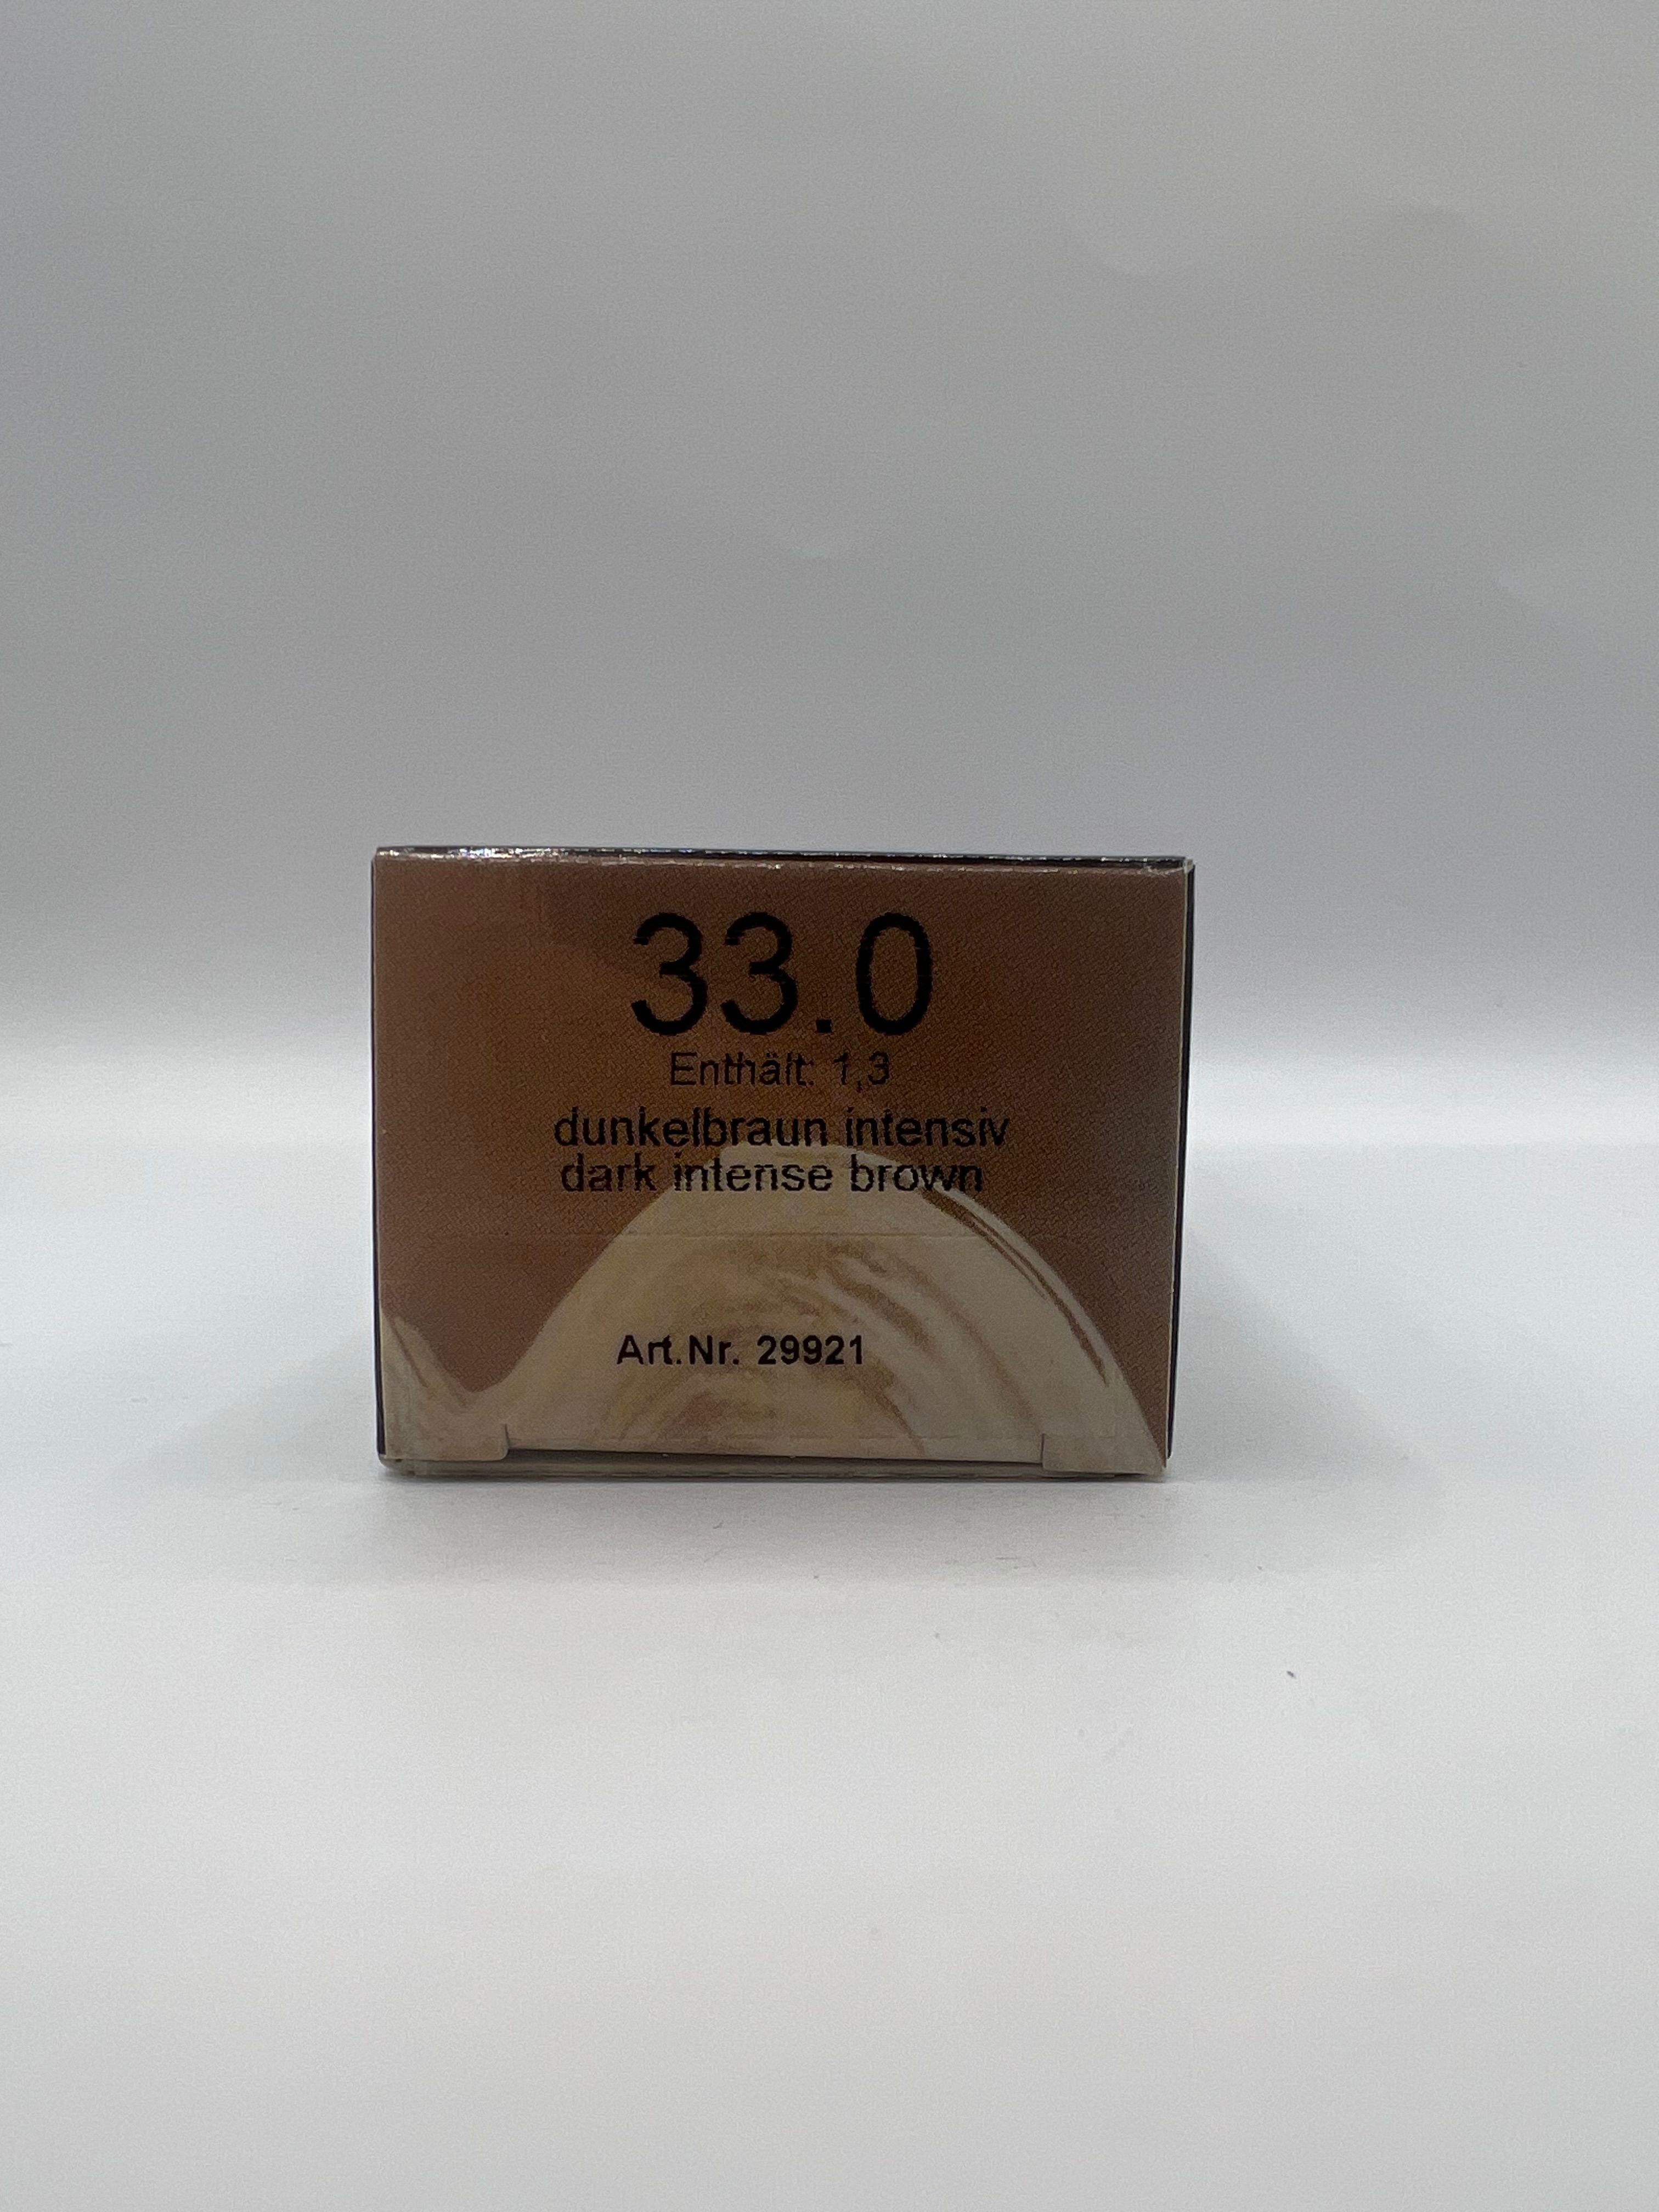 33.0
Enthält: 1,3
dunkelbraun intensiv
dark intense brown
Art.Nr. 29921